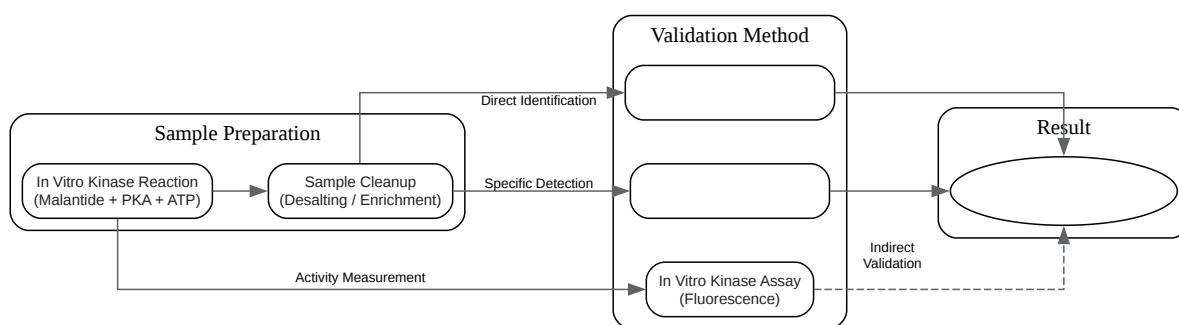 Validation Method
Direct Identification
Sample Preparation
Result
In Vitro Kinase Reaction
(Malantide + PKA + ATP)
Sample Cleanup
(Desalting / Enrichment)
Specific Detection
Indirect
Validation
Activity Measurement
In Vitro Kinase Assay
(Fluorescence)